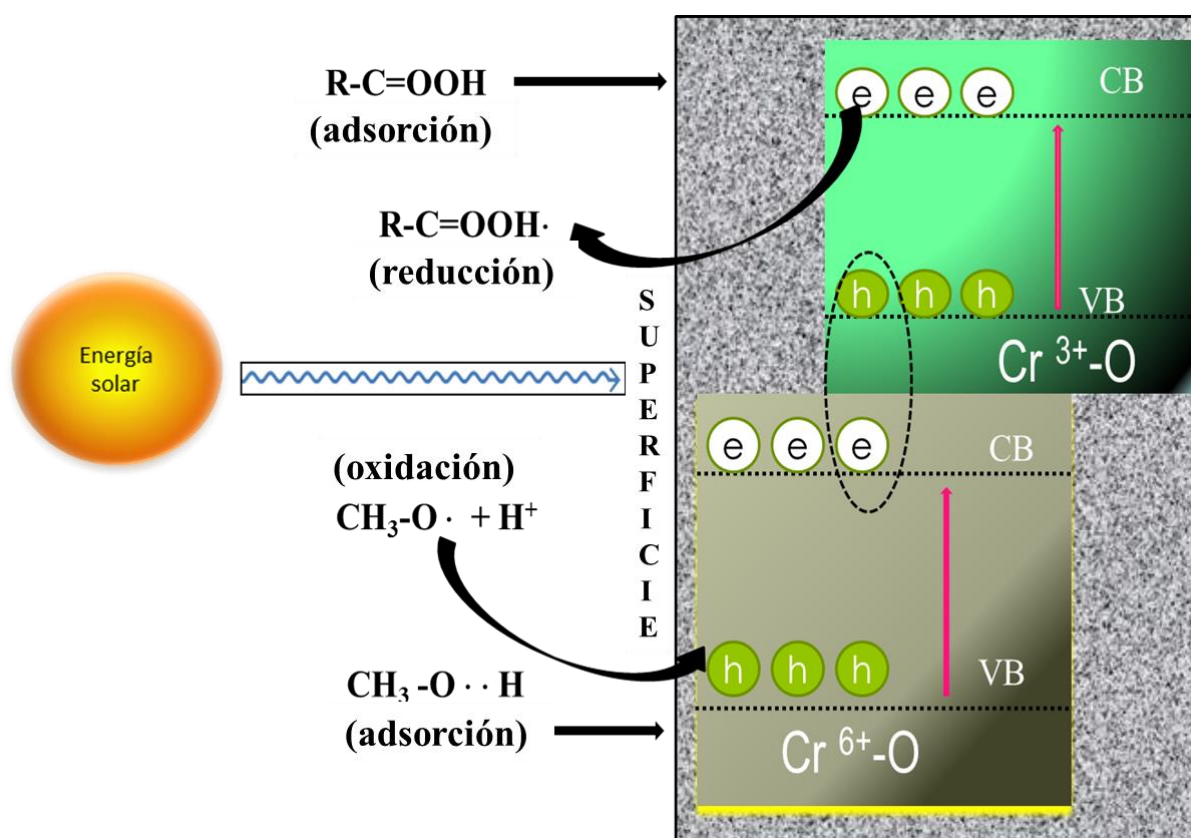 R-C=OOH
(adsorción)
R-C=OOH·
(reducción)
Energía
solar
(oxidación)
CH₃-O · + H⁺
CH₃ -O · · H
(adsorción)
S
U
P
E
R
F
I
C
I
E
e e e
CB
h h h
VB
Cr ³⁺-O
e e e
CB
h h h
VB
Cr ⁶⁺-O